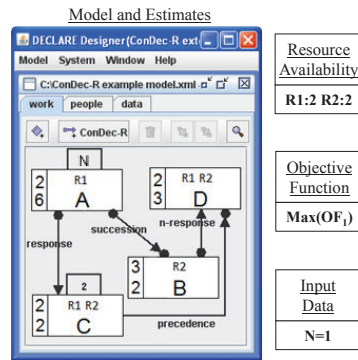 Model and Estimates
DECLARE Designer(ConDec-R ext
Model System Window Help
C:\ConDec-R example model.xml
work people data
ConDec-R
N
2 R1
6 A
2 R1 R2
3 D
response
succession
n-response
3 R2
2 B
2
2 R1 R2
2 C
precedence
Resource
Availability
R1:2 R2:2
Objective
Function
Max(OF₁)
Input
Data
N=1